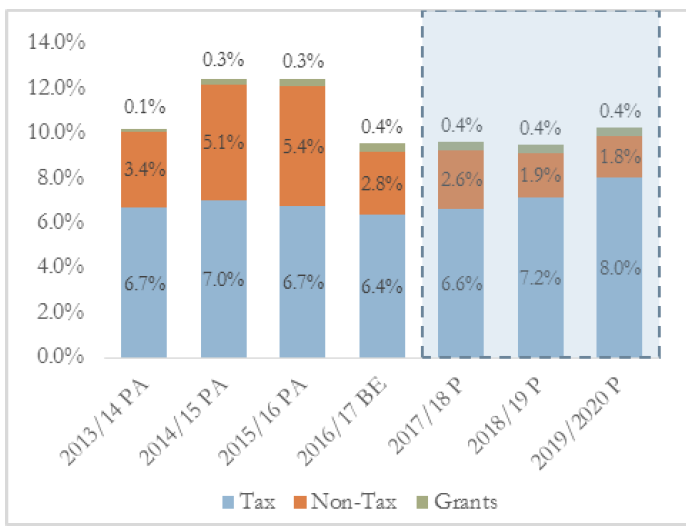 14.0%
12.0%
10.0%
8.0%
6.0%
4.0%
2.0%
0.0%
0.1% 0.3% 0.3% 0.4% 0.4% 0.4% 0.4%
3.4% 5.1% 5.4% 2.8% 2.6% 1.9% 1.8%
6.7% 7.0% 6.7% 6.4% 6.6% 7.2% 8.0%
2013/14 PA
2014/15 PA
2015/16 PA
2016/17 BE
2017/18 P
2018/19 P
2019/2020 P
Tax Non-Tax Grants